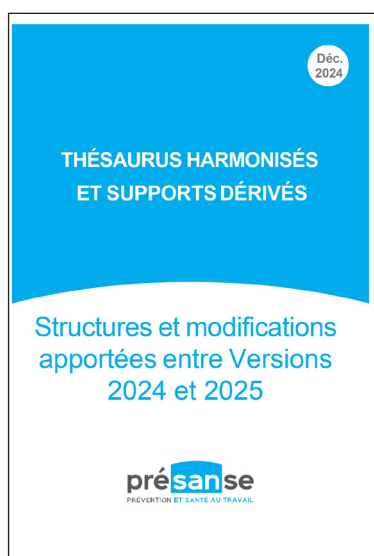 Déc.
2024
THÉSAURUS HARMONISÉS
ET SUPPORTS DÉRIVÉS
Structures et modifications
apportées entre Versions
2024 et 2025
présanse
PRÉVENTION ET SANTÉ AU TRAVAIL